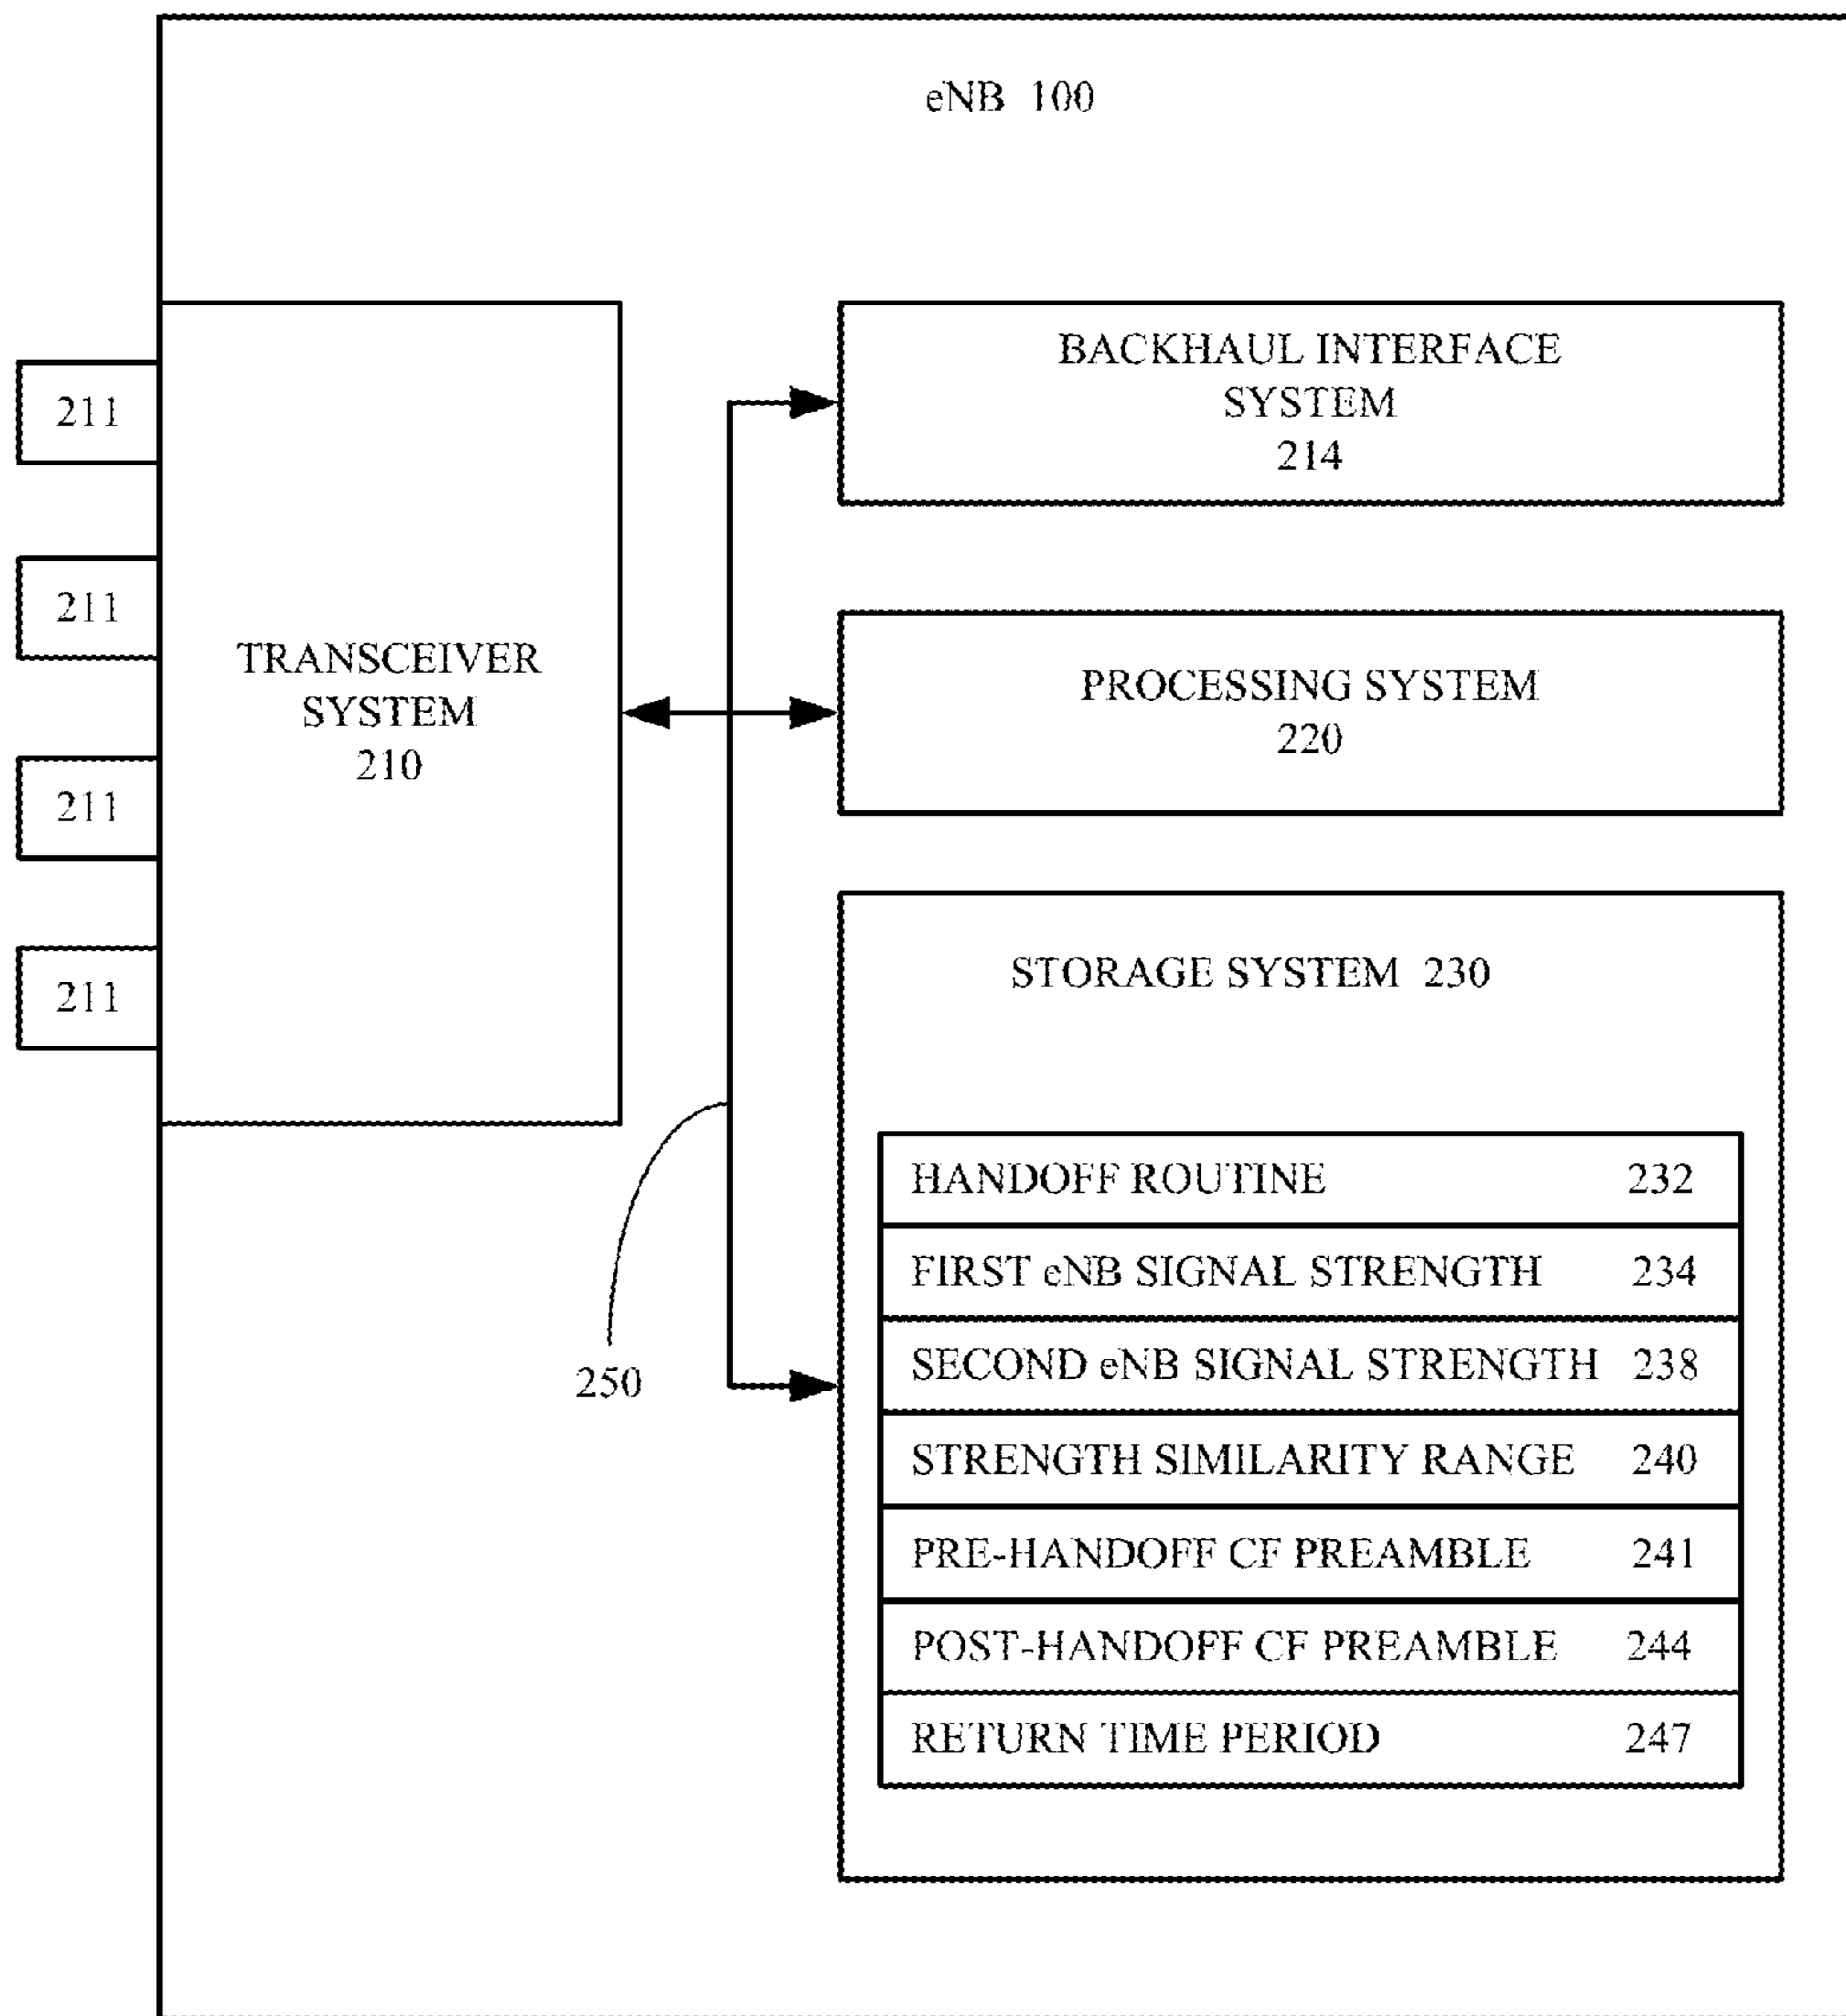 eNB 100
211
211
211
211
TRANSCEIVER
SYSTEM
210
BACKHAUL INTERFACE
SYSTEM
214
PROCESSING SYSTEM
220
STORAGE SYSTEM 230
HANDOFF ROUTINE 232
FIRST eNB SIGNAL STRENGTH 234
SECOND eNB SIGNAL STRENGTH 238
STRENGTH SIMILARITY RANGE 240
PRE-HANDOFF CF PREAMBLE 241
POST-HANDOFF CF PREAMBLE 244
RETURN TIME PERIOD 247
250